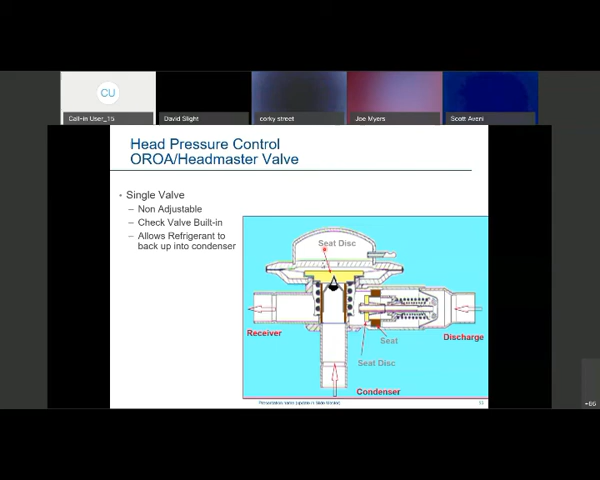 CU
Call-in User_15
David Slight
corky street
Joe Myers
Scott Aveni
Head Pressure Control
OROA/Headmaster Valve
Single Valve
– Non Adjustable
– Check Valve Built-in
– Allows Refrigerant to
back up into condenser
Seat Disc
Receiver
Seat
Discharge
Seat Disc
Condenser